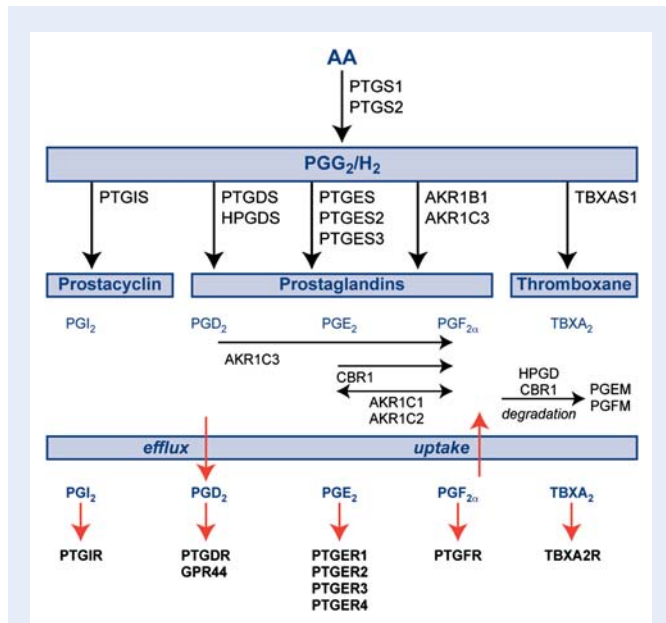 AA
PTGS1
PTGS2
PGG₂/H₂
PTGIS
PTGDS
HPGDS
PTGES
PTGES2
PTGES3
AKR1B1
AKR1C3
TBXAS1
Prostacyclin
Prostaglandins
Thromboxane
PGI₂
PGD₂
PGE₂
PGF₂α
TBXA₂
AKR1C3
CBR1
AKR1C1
AKR1C2
HPGD
CBR1
degradation
PGEM
PGFM
efflux
uptake
PGI₂
PGD₂
PGE₂
PGF₂α
TBXA₂
PTGIR
PTGDR
GPR44
PTGER1
PTGER2
PTGER3
PTGER4
PTGFR
TBXA2R